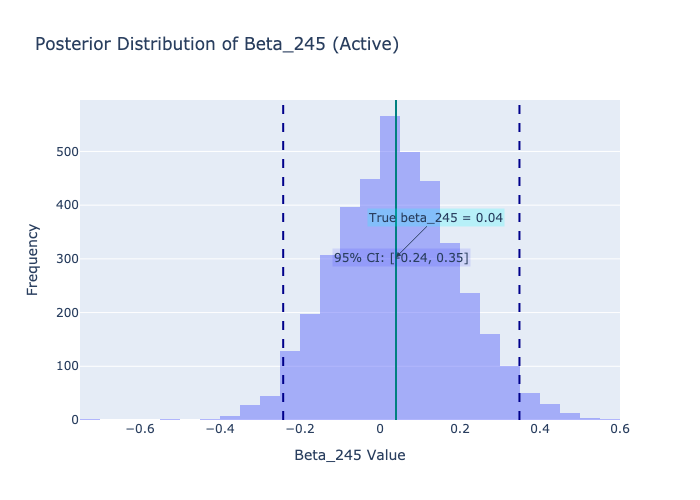 Posterior Distribution of Beta_245 (Active)
Frequency
500
400
300
200
100
0
True beta_245 = 0.04
95% CI: [-0.24, 0.35]
−0.6
−0.4
−0.2
0
0.2
0.4
0.6
Beta_245 Value